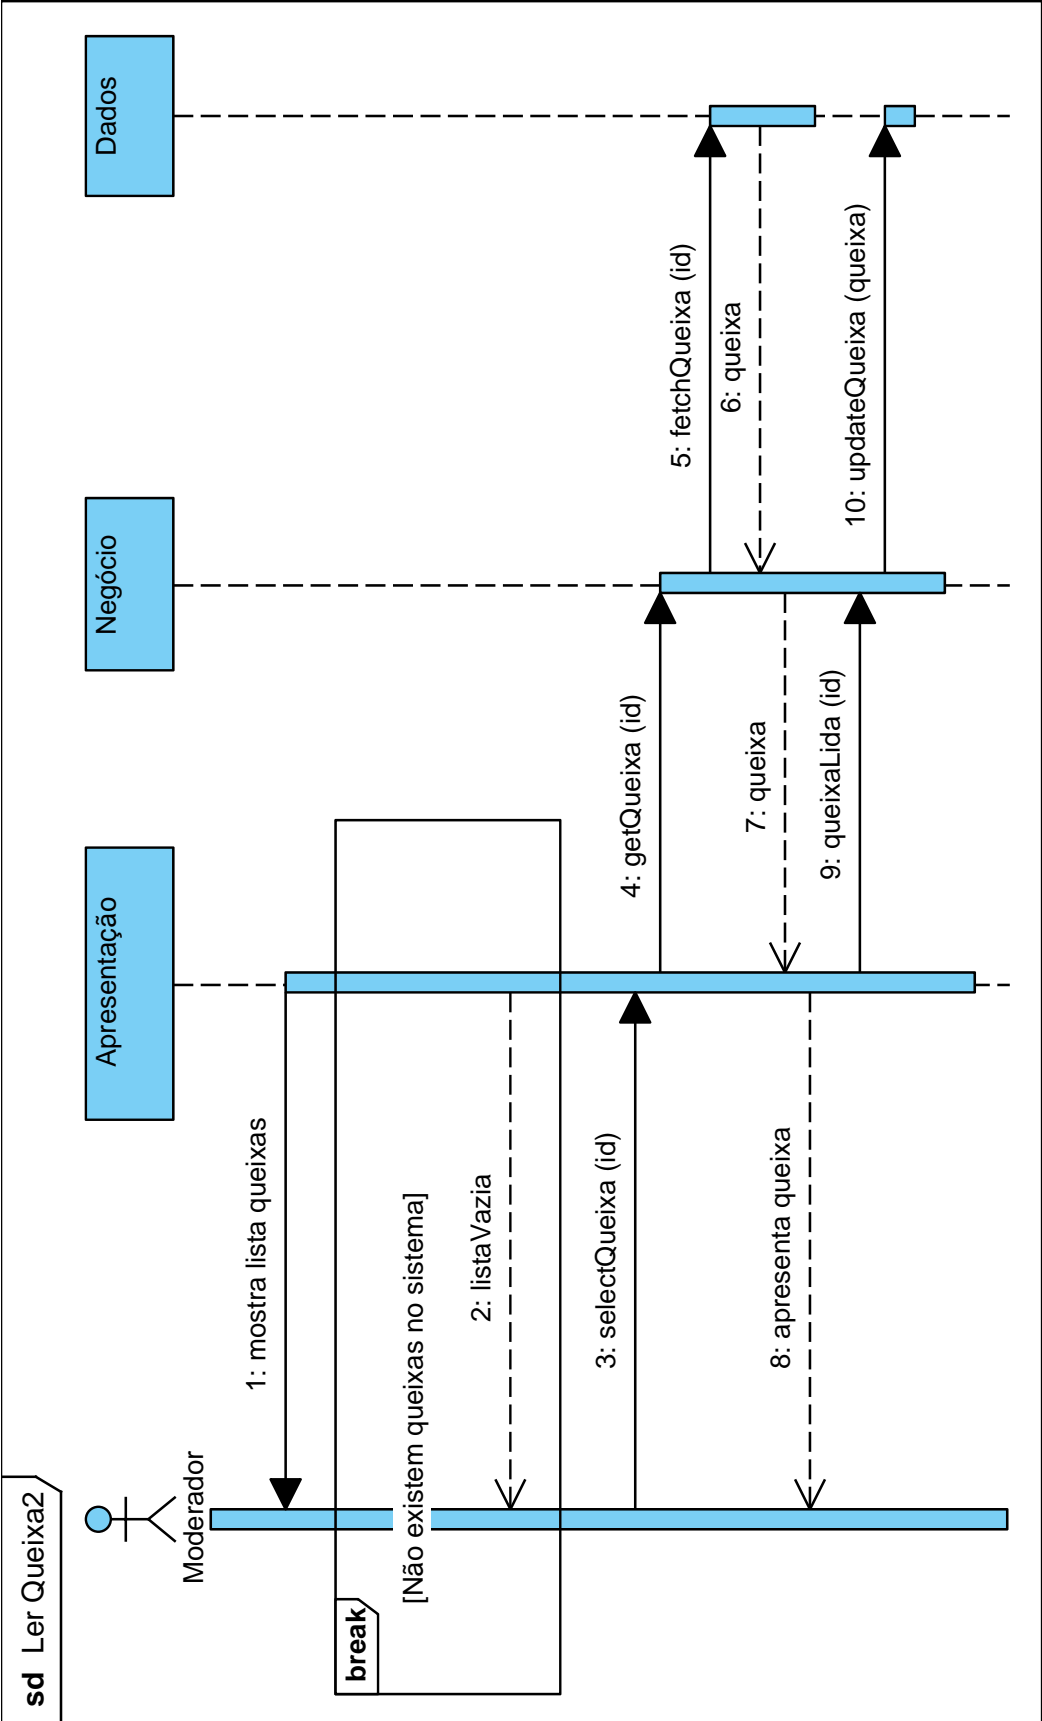 sd Ler Queixa2
Moderador
Apresentação
Negócio
Dados
1: mostra lista queixas
break
[Não existem queixas no sistema]
2: listaVazia
3: selectQueixa (id)
4: getQueixa (id)
5: fetchQueixa (id)
6: queixa
7: queixa
8: apresenta queixa
9: queixaLida (id)
10: updateQueixa (queixa)